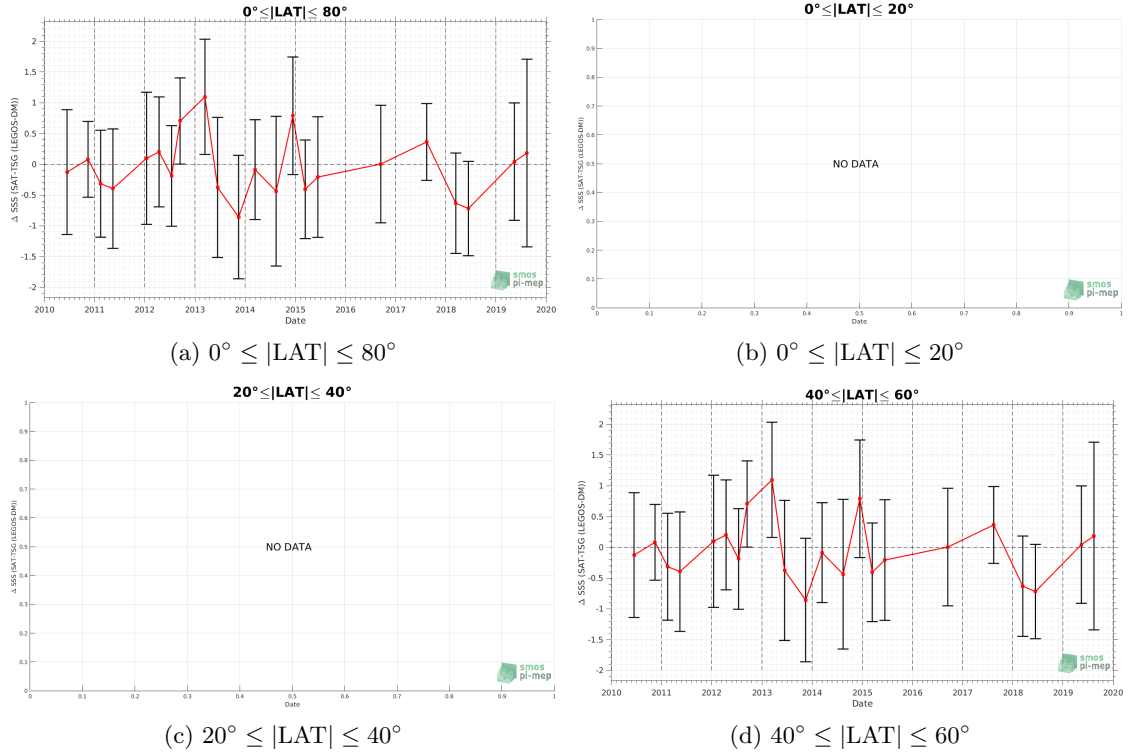 0°≤|LAT|≤ 80°
Δ SSS (SAT-TSG (LEGOS-DM))
2
1.5
1
0.5
0
-0.5
-1
-1.5
-2
2010 2011 2012 2013 2014 2015 2016 2017 2018 2019 2020
Date
smos
pi-mep
(a) 0° ≤ |LAT| ≤ 80°
0°≤|LAT|≤ 20°
Δ SSS (SAT-TSG (LEGOS-DM))
1
0.9
0.8
0.7
0.6
0.5
0.4
0.3
0.2
0.1
0
NO DATA
0 0.1 0.2 0.3 0.4 0.5 0.6 0.7 0.8 0.9 1
Date
smos
pi-mep
(b) 0° ≤ |LAT| ≤ 20°
20°≤|LAT|≤ 40°
Δ SSS (SAT-TSG (LEGOS-DM))
1
0.9
0.8
0.7
0.6
0.5
0.4
0.3
0.2
0.1
0
NO DATA
0 0.1 0.2 0.3 0.4 0.5 0.6 0.7 0.8 0.9 1
Date
smos
pi-mep
(c) 20° ≤ |LAT| ≤ 40°
40°≤|LAT|≤ 60°
Δ SSS (SAT-TSG (LEGOS-DM))
2
1.5
1
0.5
0
-0.5
-1
-1.5
-2
2010 2011 2012 2013 2014 2015 2016 2017 2018 2019 2020
Date
smos
pi-mep
(d) 40° ≤ |LAT| ≤ 60°